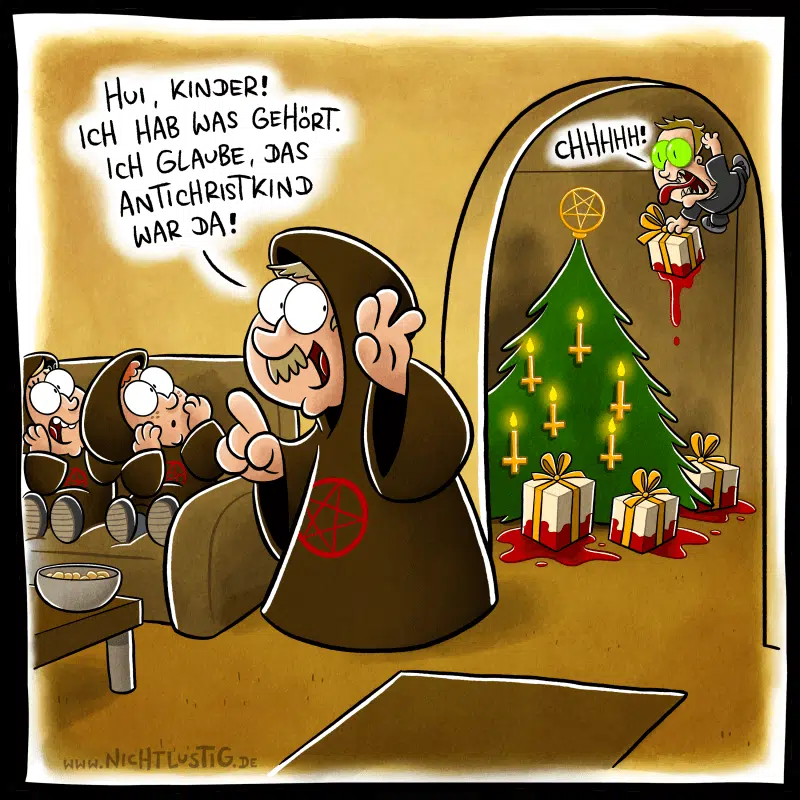 HUI, KINDER!
ICH HAB WAS GEHÖRT.
ICH GLAUBE, DAS
ANTICHRISTKIND
WAR DA!
CHHHHH!
WWW.NICHTLUSTIG.DE